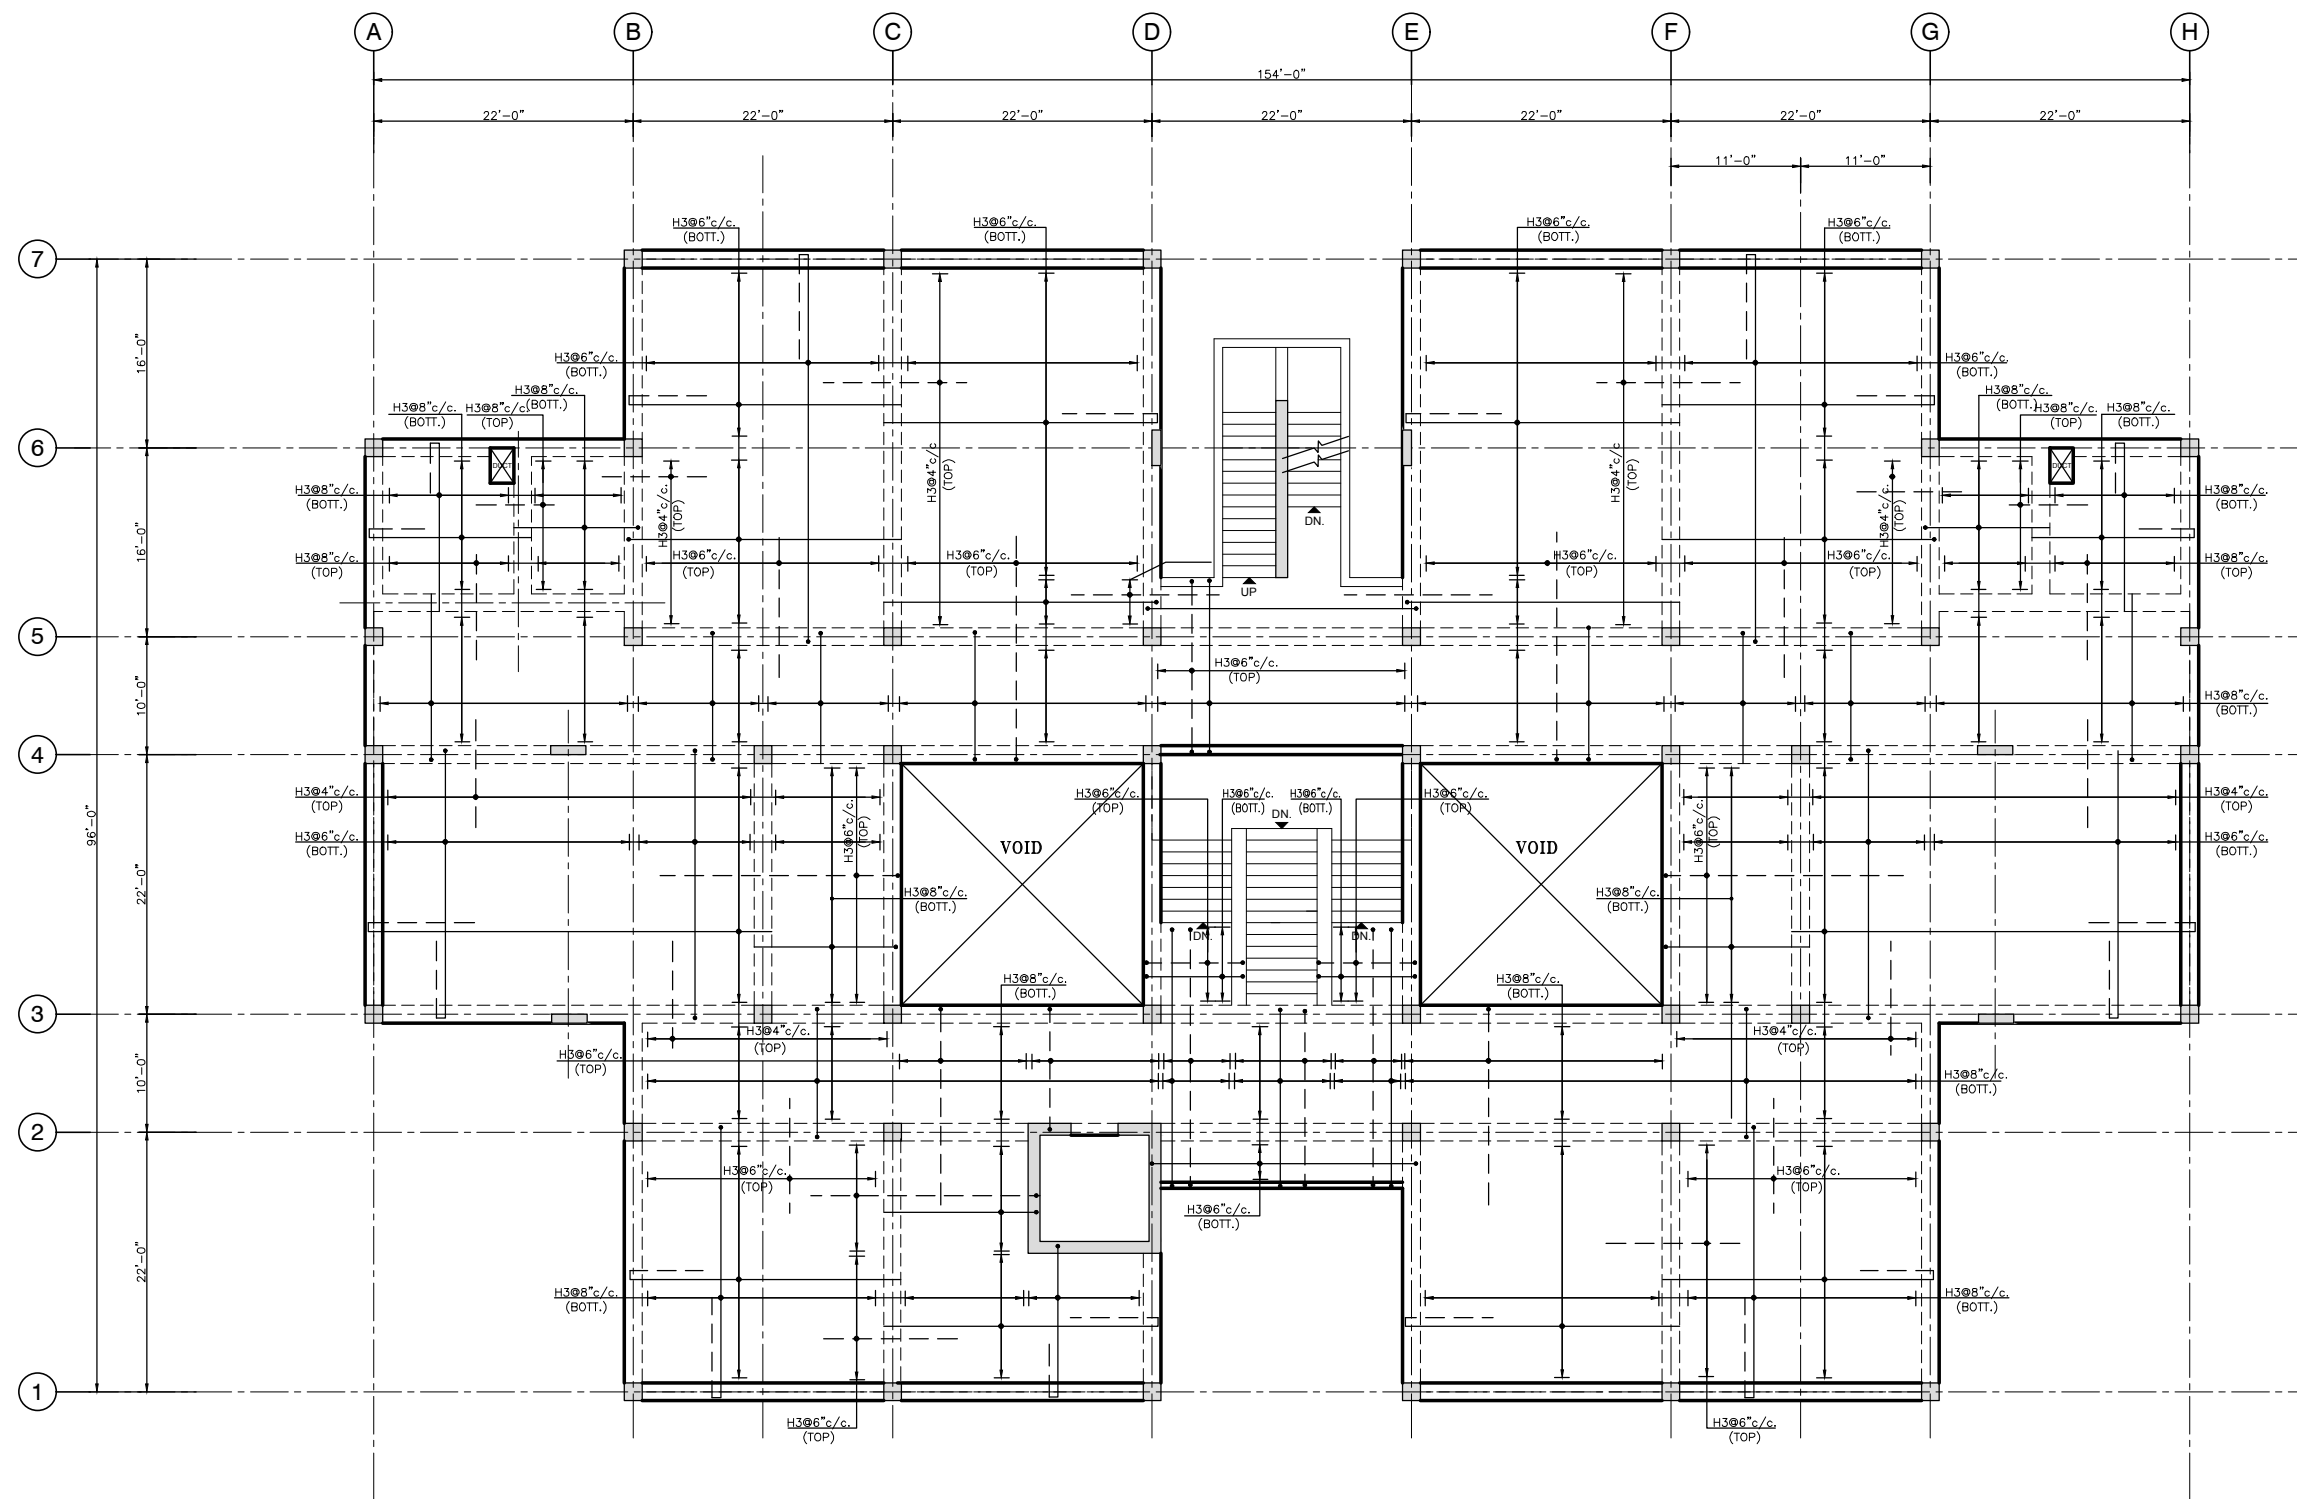 A
B
C
D
E
F
G
H
154'-0"
22'-0"
22'-0"
22'-0"
22'-0"
22'-0"
22'-0"
22'-0"
11'-0"
11'-0"
H3@6"c/c.
(BOTT.)
H3@6"c/c.
(BOTT.)
H3@6"c/c.
(BOTT.)
H3@6"c/c.
(BOTT.)
7
16'-0"
H3@6"c/c.
(BOTT.)
H3@6"c/c.
(BOTT.)
H3@8"c/c.
(BOTT.)
H3@8"c/c.
(TOP)
H3@8"c/c.
(BOTT.)
H3@8"c/c.
(BOTT.)
H3@8"c/c.
(TOP)
H3@8"c/c.
(BOTT.)
6
DUCT
DUCT
H3@4"c/c
(TOP)
H3@4"c/c
(TOP)
H3@8"c/c.
(BOTT.)
H3@8"c/c.
(BOTT.)
H3@4"c/c.
(TOP)
H3@4"c/c.
(TOP)
DN.
16'-0"
H3@8"c/c.
(TOP)
H3@6"c/c.
(TOP)
H3@6"c/c.
(TOP)
H3@6"c/c.
(TOP)
H3@6"c/c.
(TOP)
H3@8"c/c.
(TOP)
UP
5
H3@6"c/c.
(TOP)
10'-0"
H3@8"c/c.
(BOTT.)
4
96'-0"
H3@4"c/c.
(TOP)
H3@6"c/c.
(TOP)
H3@6"c/c.
(BOTT.)
H3@6"c/c.
(BOTT.)
H3@6"c/c.
(TOP)
H3@4"c/c.
(TOP)
DN.
H3@6"c/c.
(BOTT.)
H3@6"c/c.
(TOP)
VOID
VOID
H3@6"c/c.
(TOP)
H3@6"c/c.
(BOTT.)
22'-0"
H3@8"c/c.
(BOTT.)
H3@8"c/c.
(BOTT.)
DN.
DN.
H3@8"c/c.
(BOTT.)
H3@8"c/c.
(BOTT.)
3
H3@4"c/c.
(TOP)
H3@4"c/c.
(TOP)
H3@6"c/c.
(TOP)
10'-0"
H3@8"c/c.
(BOTT.)
2
H3@6"c/c.
(TOP)
H3@6"c/c.
(TOP)
H3@6"c/c.
(BOTT.)
22'-0"
H3@8"c/c.
(BOTT.)
H3@8"c/c.
(BOTT.)
1
H3@6"c/c.
(TOP)
H3@6"c/c.
(TOP)